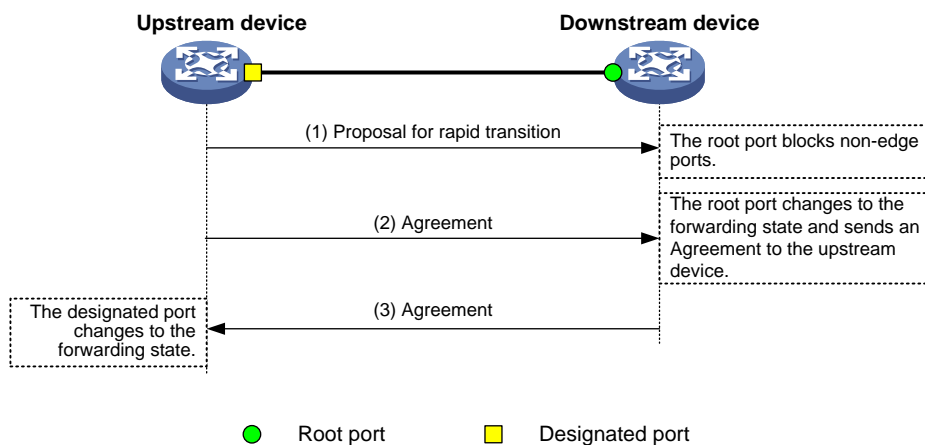 Upstream device
Downstream device
(1) Proposal for rapid transition
The root port blocks non-edge
ports.
(2) Agreement
The root port changes to the
forwarding state and sends an
Agreement to the upstream
device.
(3) Agreement
The designated port
changes to the
forwarding state.
Root port
Designated port